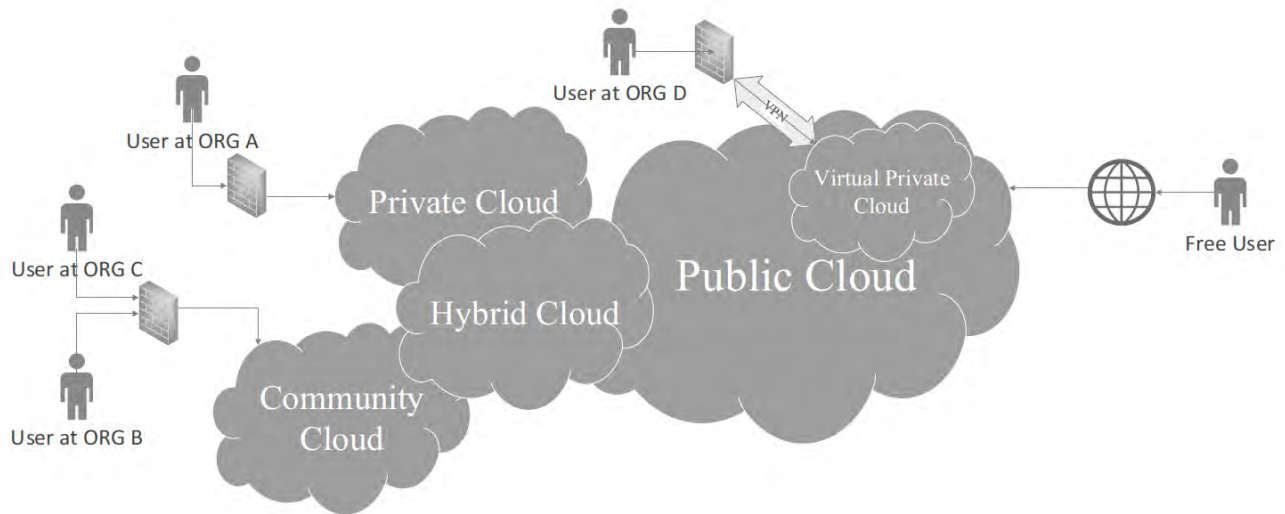 User at ORG D
VPN
User at ORG A
Private Cloud
Virtual Private
Cloud
Free User
User at ORG C
Public Cloud
Hybrid Cloud
Community
Cloud
User at ORG B